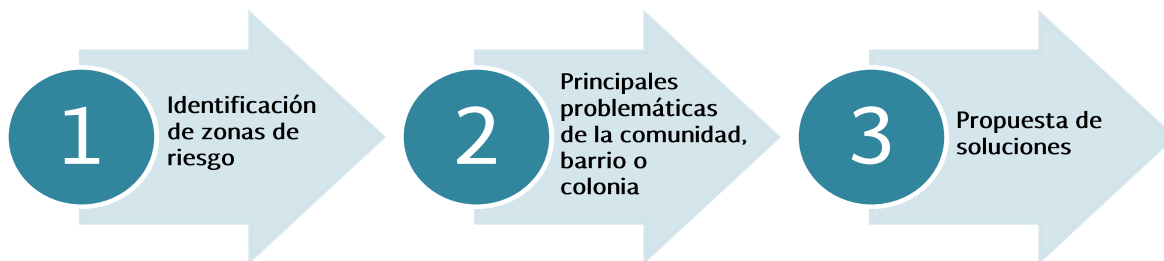 1
Identificación
de zonas de
riesgo
2
Principales
problemáticas
de la comunidad,
barrio o
colonia
3
Propuesta de
soluciones